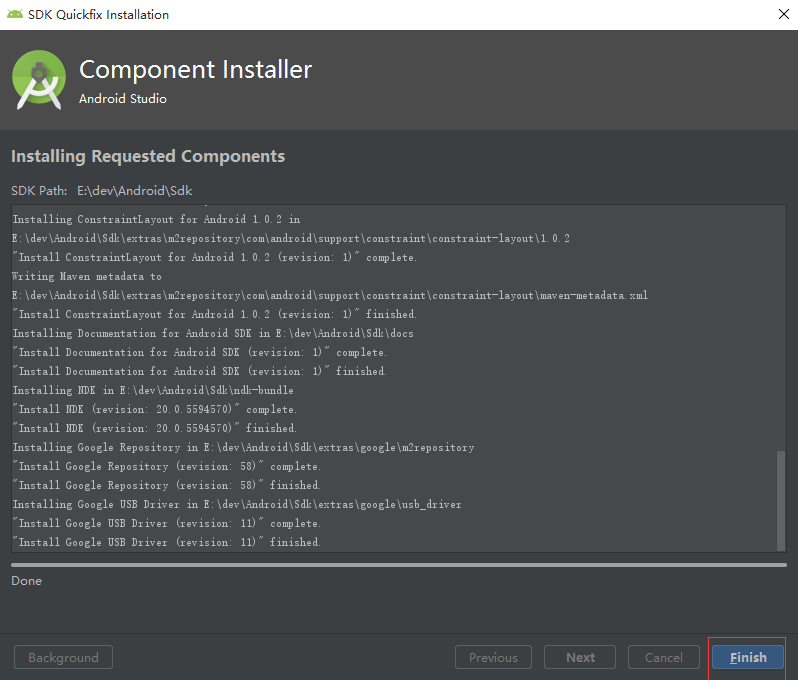 SDK Quickfix Installation
Component Installer
Android Studio
Installing Requested Components
SDK Path: E:\dev\Android\Sdk
Installing ConstraintLayout for Android 1.0.2 in
E:\dev\Android\Sdk\extras\m2repository\com\android\support\constraint\constraint-layout\1.0.2
"Install ConstraintLayout for Android 1.0.2 (revision: 1)" complete.
Writing Maven metadata to
E:\dev\Android\Sdk\extras\m2repository\com\android\support\constraint\constraint-layout\maven-metadata.xml
"Install ConstraintLayout for Android 1.0.2 (revision: 1)" finished.
Installing Documentation for Android SDK in E:\dev\Android\Sdk\docs
"Install Documentation for Android SDK (revision: 1)" complete.
"Install Documentation for Android SDK (revision: 1)" finished.
Installing NDK in E:\dev\Android\Sdk\ndk-bundle
"Install NDK (revision: 20.0.5594570)" complete.
"Install NDK (revision: 20.0.5594570)" finished.
Installing Google Repository in E:\dev\Android\Sdk\extras\google\m2repository
"Install Google Repository (revision: 58)" complete.
"Install Google Repository (revision: 58)" finished.
Installing Google USB Driver in E:\dev\Android\Sdk\extras\google\usb_driver
"Install Google USB Driver (revision: 11)" complete.
"Install Google USB Driver (revision: 11)" finished.
Done
Background Previous Next Cancel Finish